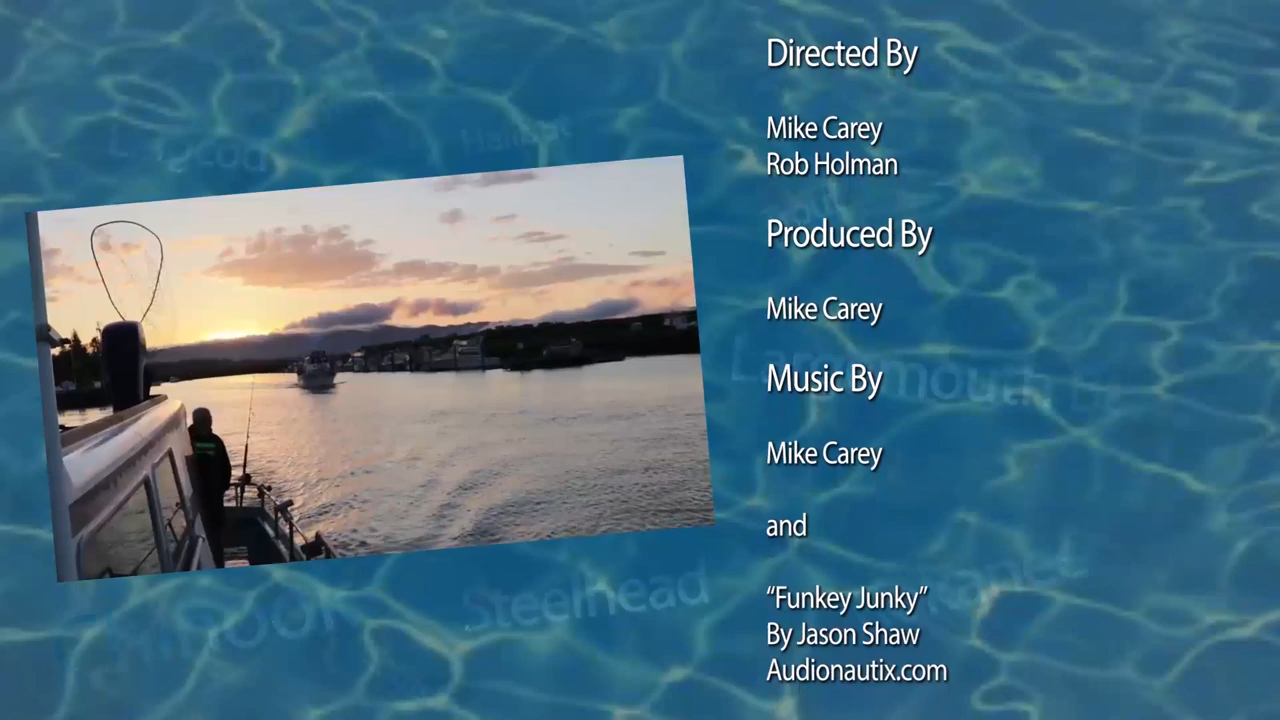 Directed By
Mike Carey
Rob Holman
Produced By
Mike Carey
Music By
Mike Carey
and
“Funkey Junky”
By Jason Shaw
Audionautix.com
Steelhead